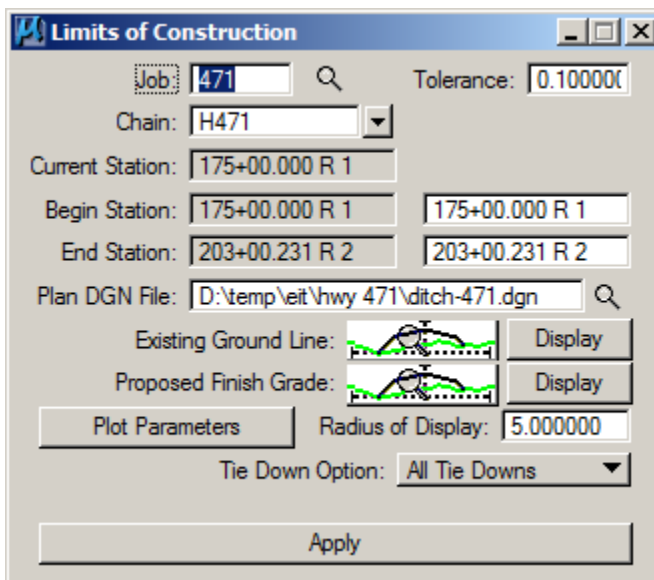 Limits of Construction
Job: 471 Tolerance: 0.100000
Chain: H471
Current Station: 175+00.000 R 1
Begin Station: 175+00.000 R 1 175+00.000 R 1
End Station: 203+00.231 R 2 203+00.231 R 2
Plan DGN File: D:\temp\eit\hwy 471\ditch-471.dgn
Existing Ground Line: Display
Proposed Finish Grade: Display
Plot Parameters Radius of Display: 5.000000
Tie Down Option: All Tie Downs
Apply